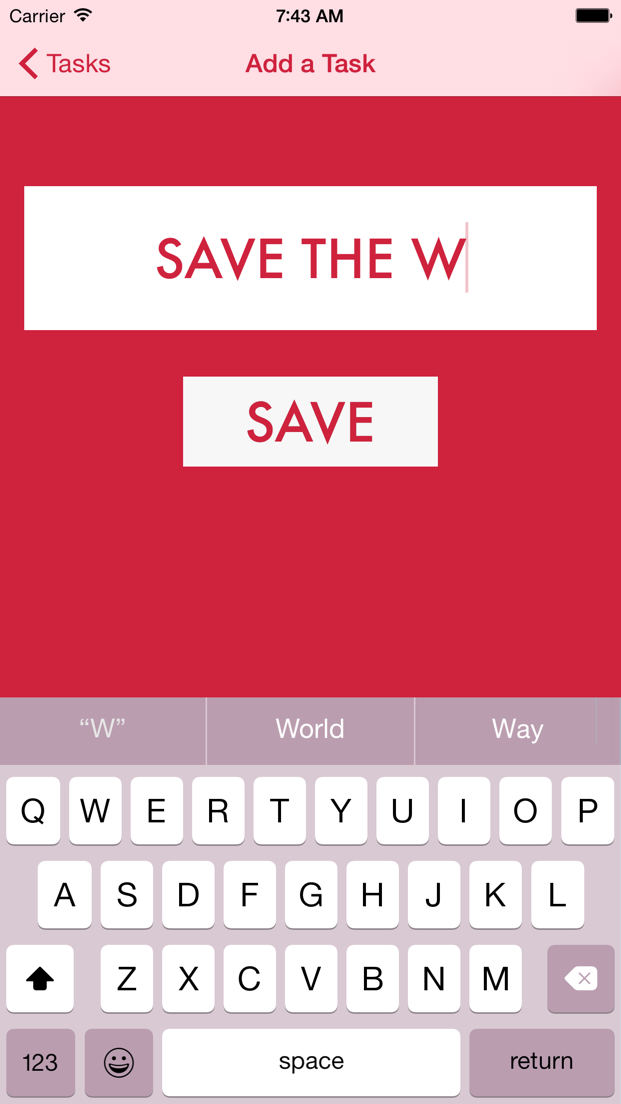 Carrier 7:43 AM
Tasks Add a Task
SAVE THE W
SAVE
“W” World Way
Q W E R T Y U I O P
A S D F G H J K L
Z X C V B N M
123 space return